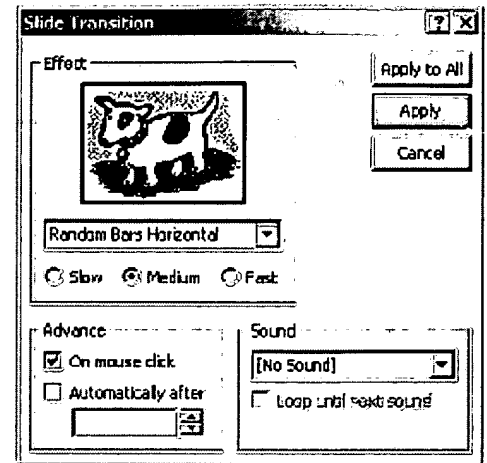 Slide Transition
Effect
Apply to All
Apply
Cancel
Random Bars Horizontal
Slow Medium Fast
Advance
On mouse click
Automatically after
Sound
[No Sound]
Loop until next sound